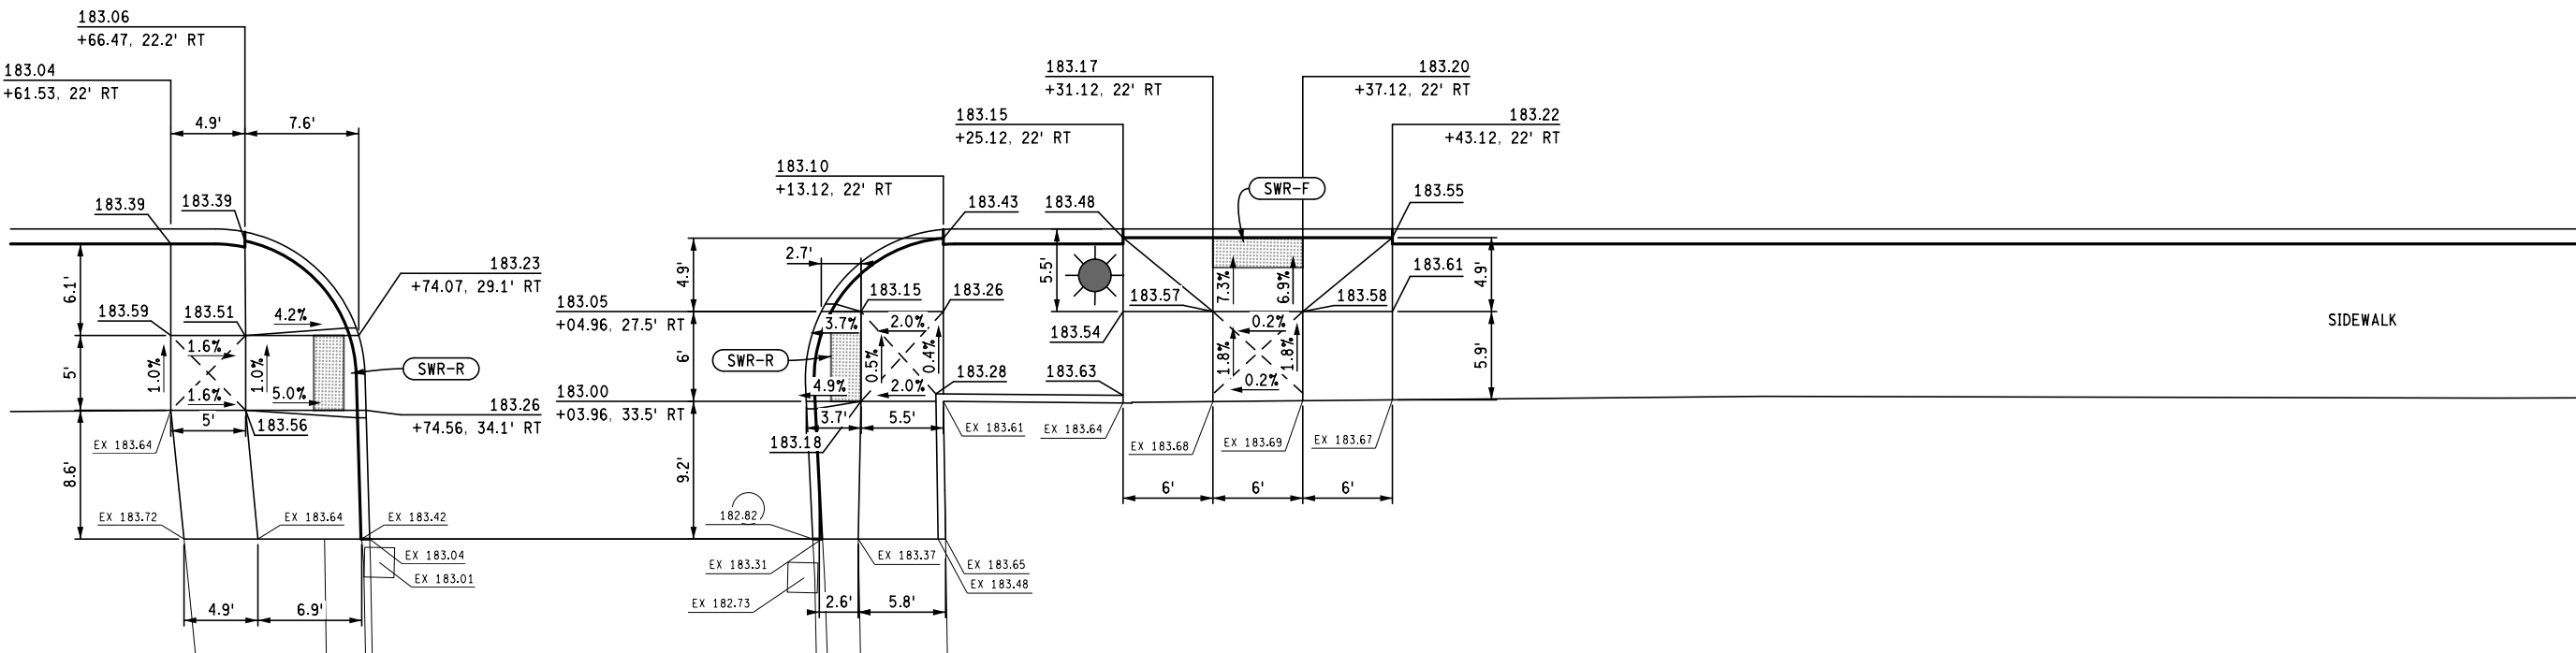 183.06
+66.47, 22.2' RT
183.04
+61.53, 22' RT
4.9'
7.6'
183.39
183.39
6.1'
183.23
+74.07, 29.1' RT
183.59
183.51
4.2%
1.6%
1.0%
1.0%
5'
SWR-R
1.6%
5.0%
183.26
+74.56, 34.1' RT
5'
183.56
EX 183.64
8.6'
EX 183.72
EX 183.64
EX 183.42
EX 183.04
EX 183.01
4.9'
6.9'
183.17
+31.12, 22' RT
183.20
+37.12, 22' RT
183.15
+25.12, 22' RT
183.22
+43.12, 22' RT
183.10
+13.12, 22' RT
SWR-F
183.43
183.48
183.55
2.7'
4.9'
5.5'
7.3%
6.9%
183.61
4.9'
183.05
+04.96, 27.5' RT
183.15
183.26
183.57
183.58
3.7%
2.0%
183.54
0.2%
SIDEWALK
6'
SWR-R
0.5%
0.4%
1.8%
1.8%
5.9'
183.00
+03.96, 33.5' RT
4.9%
2.0%
183.28
183.63
0.2%
3.7'
5.5'
183.18
EX 183.61
EX 183.64
EX 183.68
EX 183.69
EX 183.67
9.2'
6'
6'
6'
182.82
EX 183.31
EX 183.37
EX 183.65
EX 183.48
EX 182.73
2.6'
5.8'